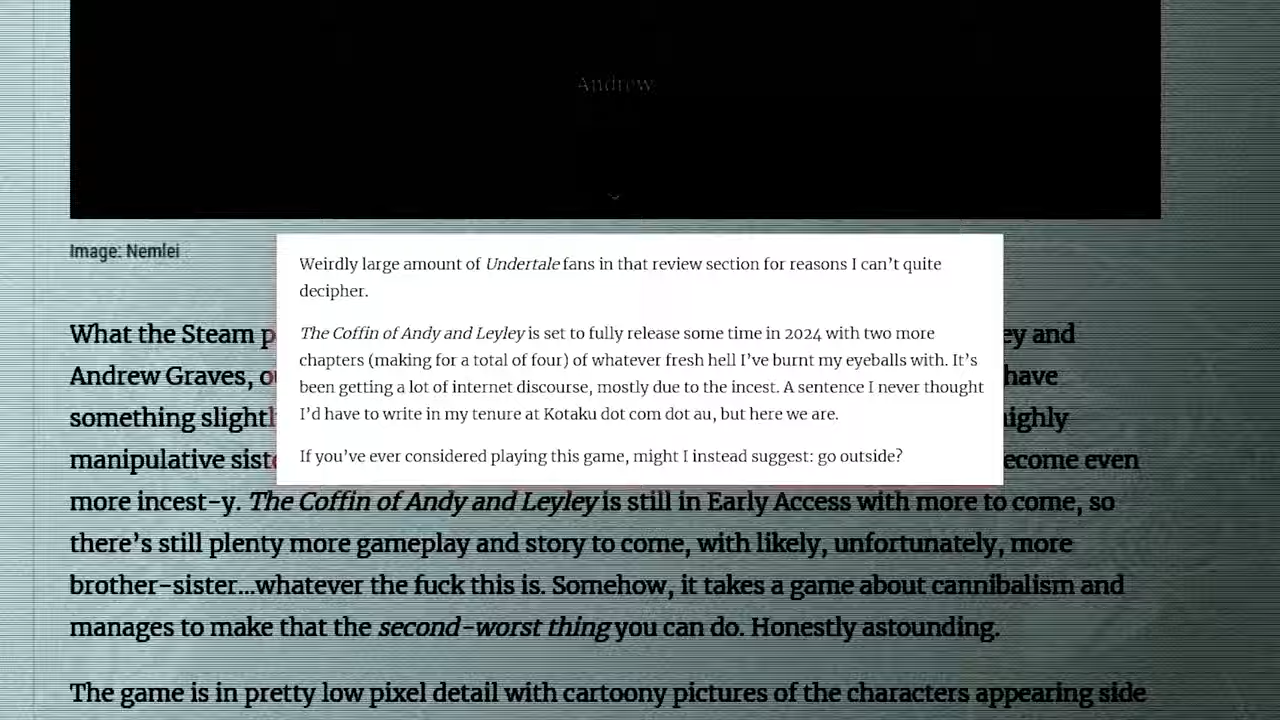 Andrew
Image: Nemlei
Weirdly large amount of Undertale fans in that review section for reasons I can't quite
decipher.
The Coffin of Andy and Leyley is set to fully release some time in 2024 with two more
chapters (making for a total of four) of whatever fresh hell I've burnt my eyeballs with. It's
been getting a lot of internet discourse, mostly due to the incest. A sentence I never thought
I'd have to write in my tenure at Kotaku dot com dot au, but here we are.
If you've ever considered playing this game, might I instead suggest: go outside?
What the Steam and
Andrew Graves, have
something
manipulative become even
more incest-y. The Coffin of Andy and Leyley is still in Early Access with more to come, so
there's still plenty more gameplay and story to come, with likely, unfortunately, more
brother-sister...whatever the fuck this is. Somehow, it takes a game about cannibalism and
manages to make that the second-worst thing you can do. Honestly astounding.
The game is in pretty low pixel detail with cartoony pictures of the characters appearing side